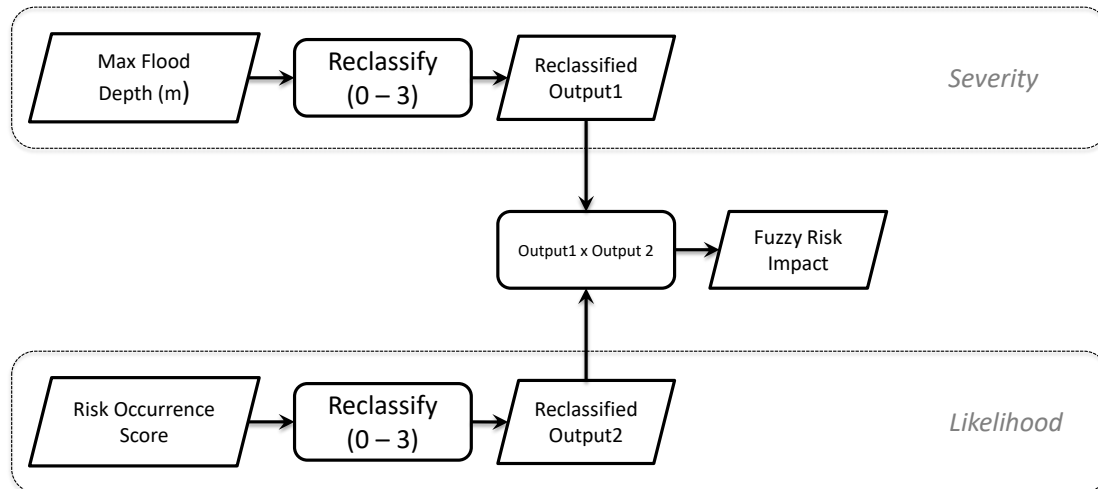 Max Flood
Depth (m)
Reclassify
(0 – 3)
Reclassified
Output1
Severity
Output1 x Output 2
Fuzzy Risk
Impact
Risk Occurrence
Score
Reclassify
(0 – 3)
Reclassified
Output2
Likelihood